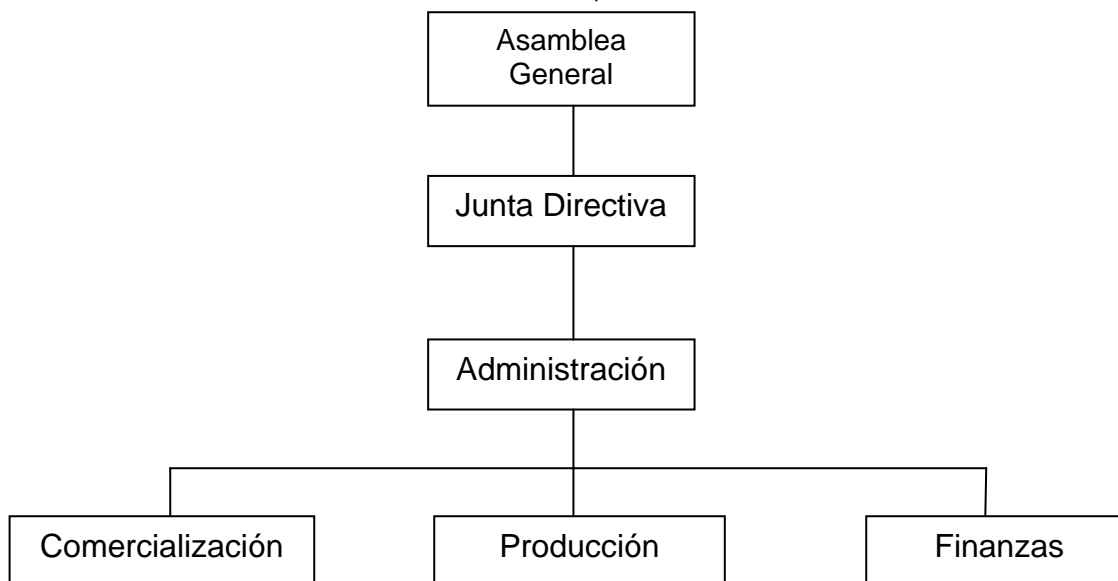 Asamblea
General
Junta Directiva
Administración
Comercialización Producción Finanzas